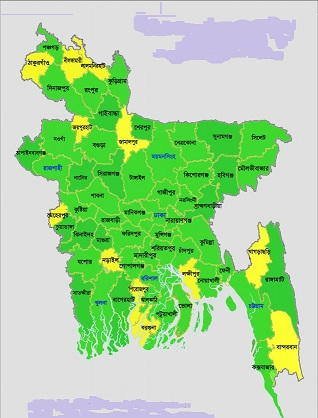 পঞ্চগড়
ঠাকুরগাঁও
নীলফামারী
লালমনিরহাট
দিনাজপুর
রংপুর
কুড়িগ্রাম
গাইবান্ধা
জয়পুরহাট
শেরপুর
নওগাঁ
বগুড়া
জামালপুর
নেত্রকোনা
সুনামগঞ্জ
সিলেট
চাঁপাইনবাবগঞ্জ
রাজশাহী
ময়মনসিংহ
মৌলভীবাজার
নাটোর
সিরাজগঞ্জ
টাঙ্গাইল
কিশোরগঞ্জ
হবিগঞ্জ
পাবনা
গাজীপুর
নরসিংদী
ব্রাহ্মণবাড়িয়া
কুষ্টিয়া
মেহেরপুর
চুয়াডাঙ্গা
রাজবাড়ী
মানিকগঞ্জ
ঢাকা
নারায়ণগঞ্জ
ঝিনাইদহ
মাগুরা
ফরিদপুর
মুন্সিগঞ্জ
কুমিল্লা
যশোর
নড়াইল
গোপালগঞ্জ
মাদারীপুর
শরিয়তপুর
চাঁদপুর
খাগড়াছড়ি
লক্ষীপুর
নোয়াখালী
ফেনী
রাঙ্গামাটি
সাতক্ষীরা
খুলনা
বাগেরহাট
বরিশাল
ঝালকাঠি
ভোলা
পটুয়াখালী
বরগুনা
চট্টগ্রাম
বান্দরবান
কক্সবাজার